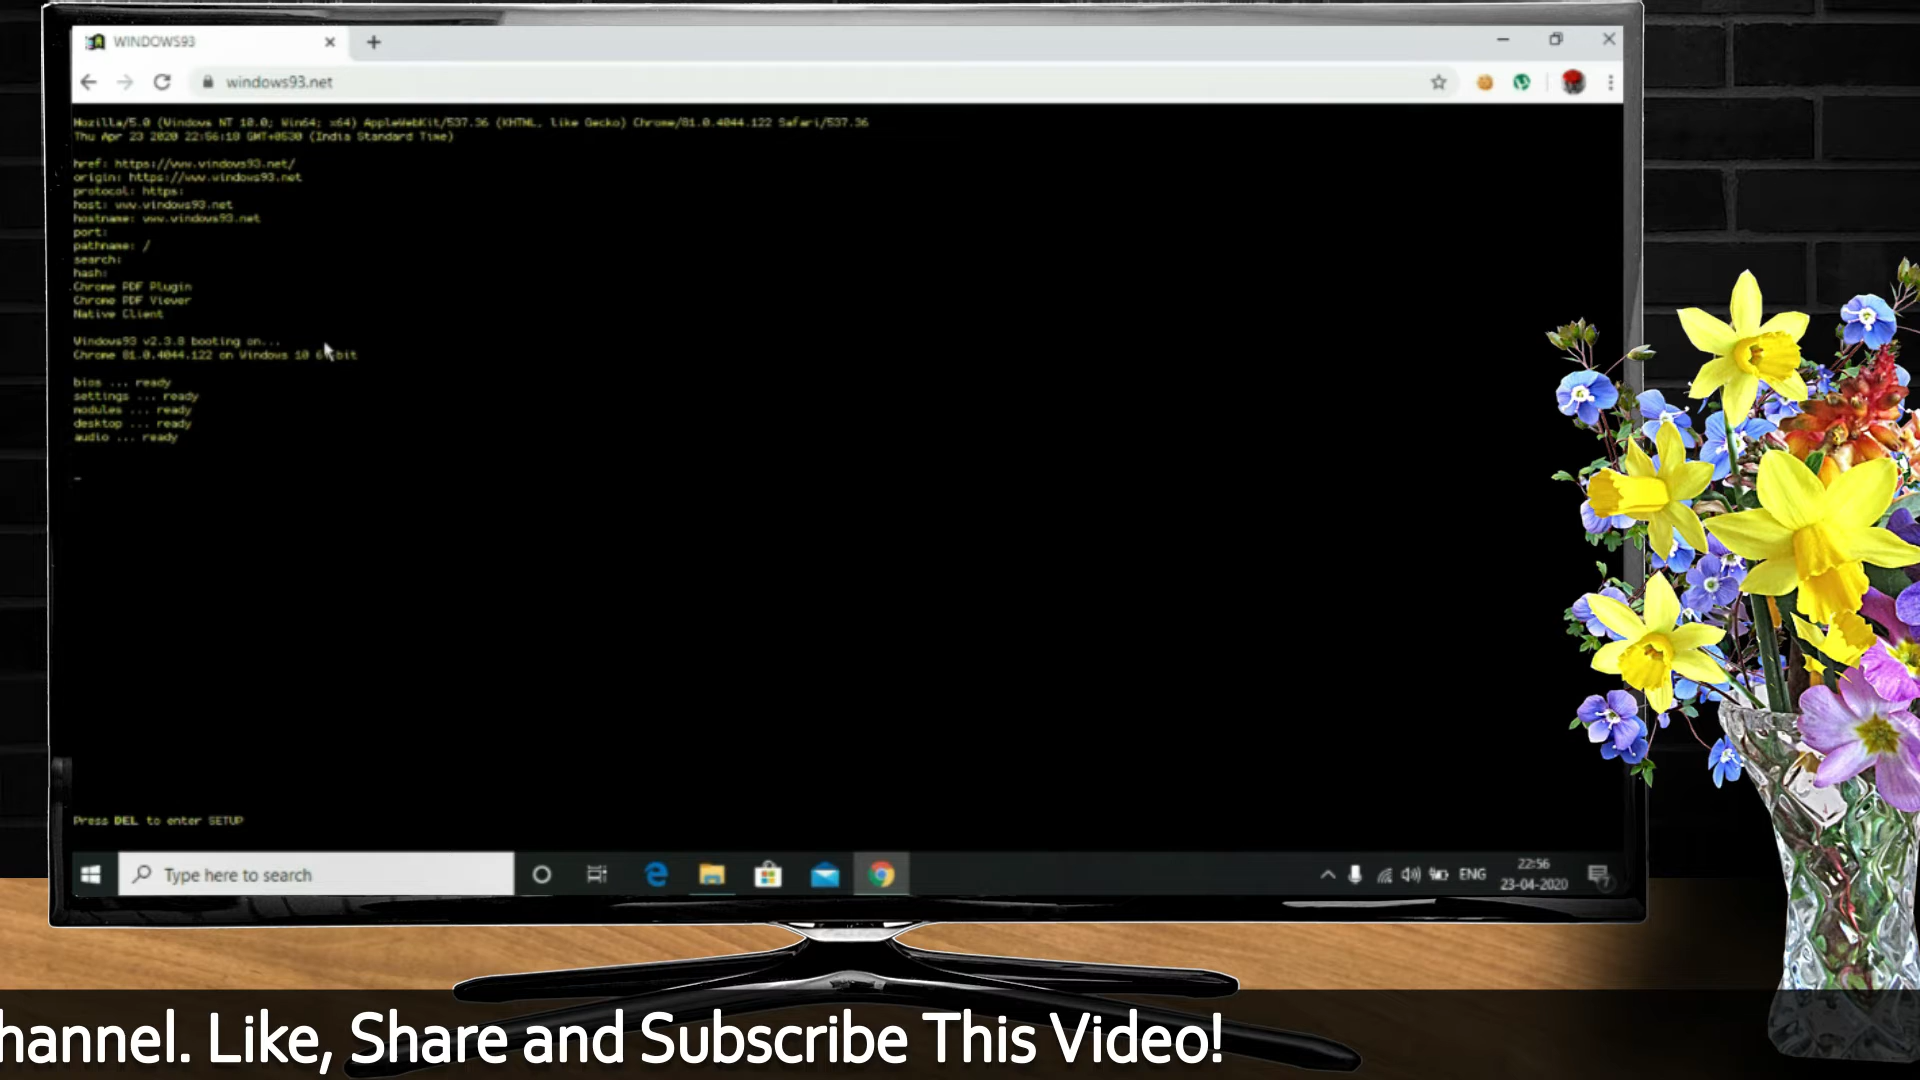 WINDOWS93
windows93.net
Mozilla/5.0 (Windows NT 10.0; Win64; x64) AppleWebKit/537.36 (KHTML, like Gecko) Chrome/81.0.4044.122 Safari/537.36
Thu Apr 23 2020 22:56:18 GMT+0530 (India Standard Time)
href: https://www.windows93.net/
origin: https://www.windows93.net
protocol: https:
host: www.windows93.net
hostname: www.windows93.net
port:
pathname: /
search:
hash:
Chrome PDF Plugin
Chrome PDF Viewer
Native Client
Windows93 v2.3.8 booting on...
Chrome 81.0.4044.122 on Windows 10 64bit
bios ... ready
settings ... ready
modules ... ready
desktop ... ready
audio ... ready
_
Press DEL to enter SETUP
Type here to search
ENG
22:56
23-04-2020
7
hannel. Like, Share and Subscribe This Video!